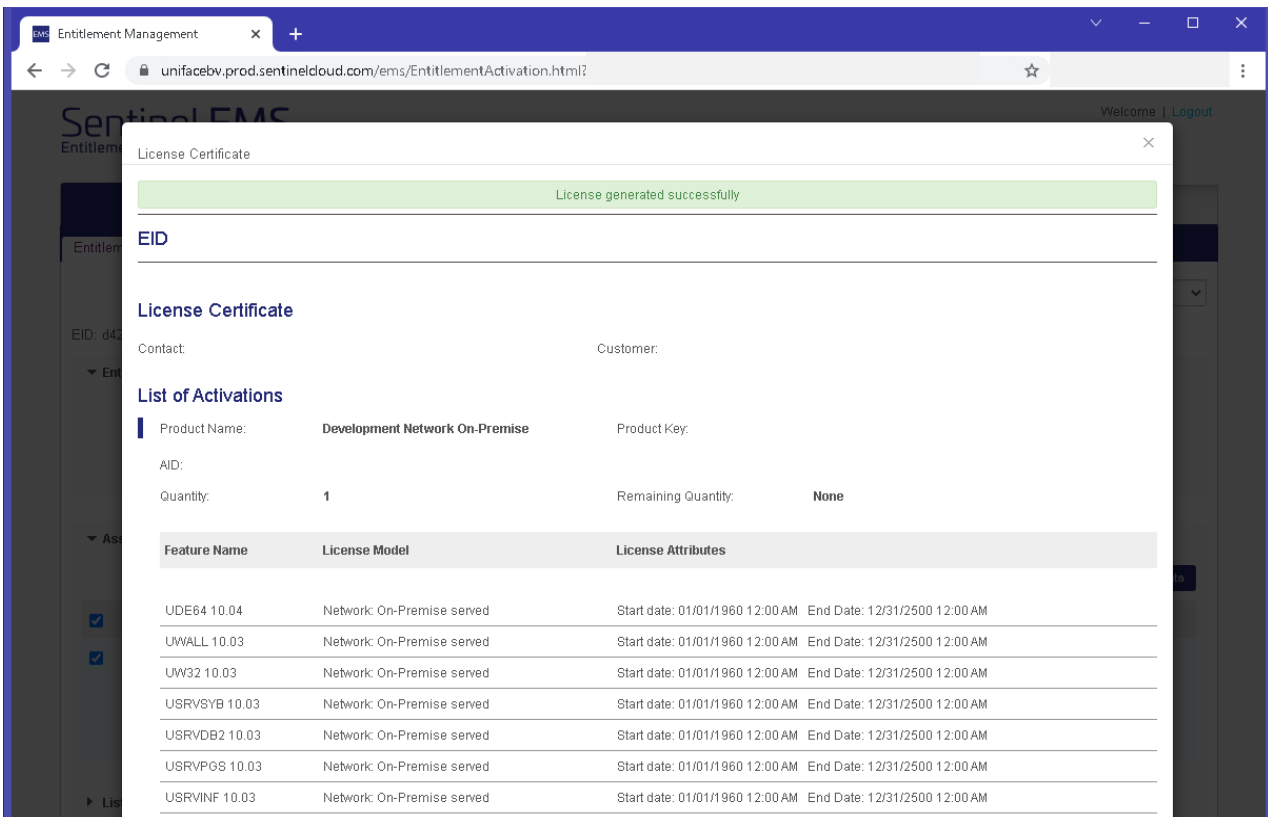 EMS Entitlement Management
unifacebv.prod.sentinelcloud.com/ems/EntitlementActivation.html?
Sentinel EMS
Welcome | Logout
License Certificate
License generated successfully
EID
License Certificate
EID: d42
Contact: Customer:
Ent
List of Activations
Product Name: Development Network On-Premise Product Key:
AID:
Quantity: 1 Remaining Quantity: None
Ass
Feature Name License Model License Attributes
ta
UDE64 10.04 Network: On-Premise served Start date: 01/01/1960 12:00 AM End Date: 12/31/2500 12:00 AM
UWALL 10.03 Network: On-Premise served Start date: 01/01/1960 12:00 AM End Date: 12/31/2500 12:00 AM
UW32 10.03 Network: On-Premise served Start date: 01/01/1960 12:00 AM End Date: 12/31/2500 12:00 AM
USRVSYB 10.03 Network: On-Premise served Start date: 01/01/1960 12:00 AM End Date: 12/31/2500 12:00 AM
USRVDB2 10.03 Network: On-Premise served Start date: 01/01/1960 12:00 AM End Date: 12/31/2500 12:00 AM
USRVPGS 10.03 Network: On-Premise served Start date: 01/01/1960 12:00 AM End Date: 12/31/2500 12:00 AM
USRVINF 10.03 Network: On-Premise served Start date: 01/01/1960 12:00 AM End Date: 12/31/2500 12:00 AM